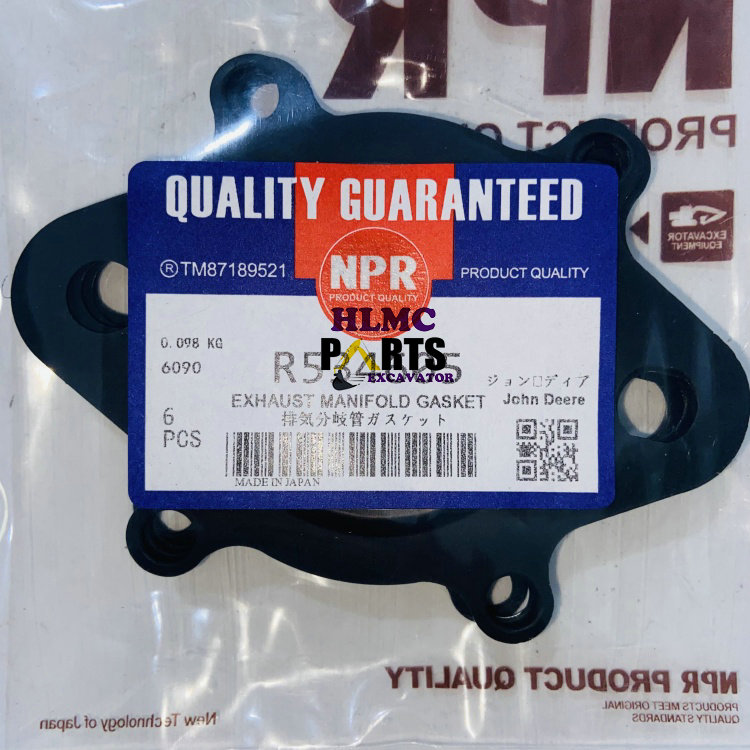 NPR
PRODUCT QU
EXCAVATOR
EQUIPMENT
QUALITY GUARANTEED
®TM87189521
NPR
PRODUCT QUALITY
PRODUCT QUALITY
HLMC
PARTS
EXCAVATOR
0.098 KG
6090
EXHAUST MANIFOLD GASKET
排気分岐管ガスケット
6
PCS
ジョン□ディア
John Deere
MADE IN JAPAN
NPR PRODUCT QUALITY
PRODUCTS MEET ORIGINAL
QUALITY STANDARDS
New Technology of Japan